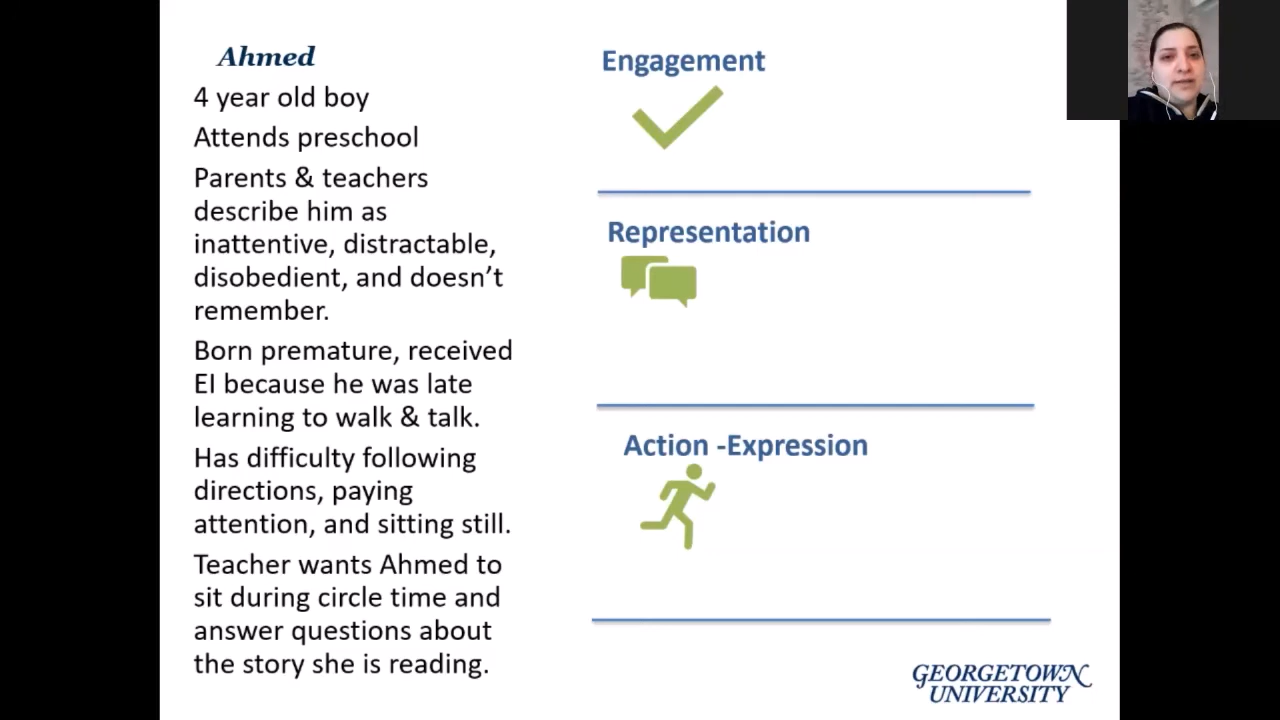 Ahmed
4 year old boy
Attends preschool
Parents & teachers
describe him as
inattentive, distractable,
disobedient, and doesn’t
remember.
Born premature, received
EI because he was late
learning to walk & talk.
Has difficulty following
directions, paying
attention, and sitting still.
Teacher wants Ahmed to
sit during circle time and
answer questions about
the story she is reading.
Engagement
Representation
Action -Expression
GEORGETOWN
UNIVERSITY